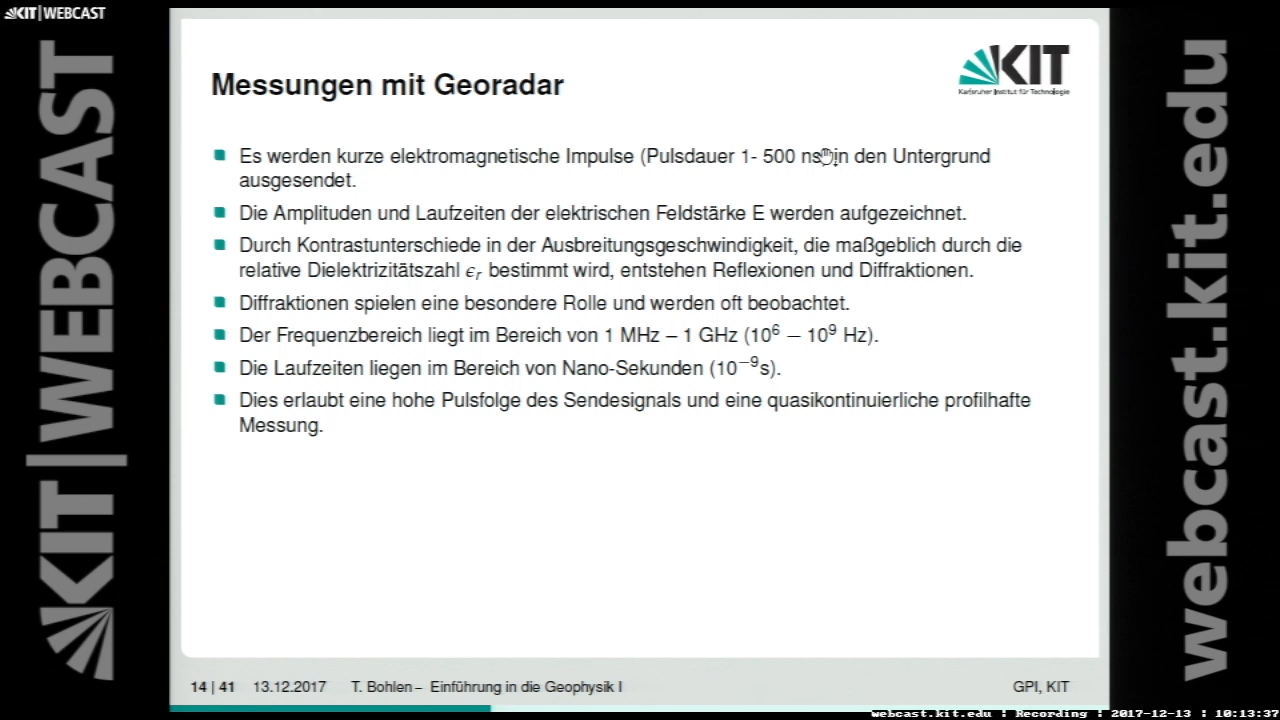 KIT|WEBCAST
KIT|WEBCAST
Messungen mit Georadar
KIT
Karlsruher Institut für Technologie
Es werden kurze elektromagnetische Impulse (Pulsdauer 1- 500 ns in den Untergrund
ausgesendet.
Die Amplituden und Laufzeiten der elektrischen Feldstärke E werden aufgezeichnet.
Durch Kontrastunterschiede in der Ausbreitungsgeschwindigkeit, die maßgeblich durch die
relative Dielektrizitätszahl ϵᵣ bestimmt wird, entstehen Reflexionen und Diffraktionen.
Diffraktionen spielen eine besondere Rolle und werden oft beobachtet.
Der Frequenzbereich liegt im Bereich von 1 MHz – 1 GHz (10⁶ – 10⁹ Hz).
Die Laufzeiten liegen im Bereich von Nano-Sekunden (10⁻⁹s).
Dies erlaubt eine hohe Pulsfolge des Sendesignals und eine quasikontinuierliche profilhafte
Messung.
14 | 41 13.12.2017 T. Bohlen – Einführung in die Geophysik I GPI, KIT
webcast.kit.edu
webcast.kit.edu : Recording : 2017-12-13 : 10:13:37